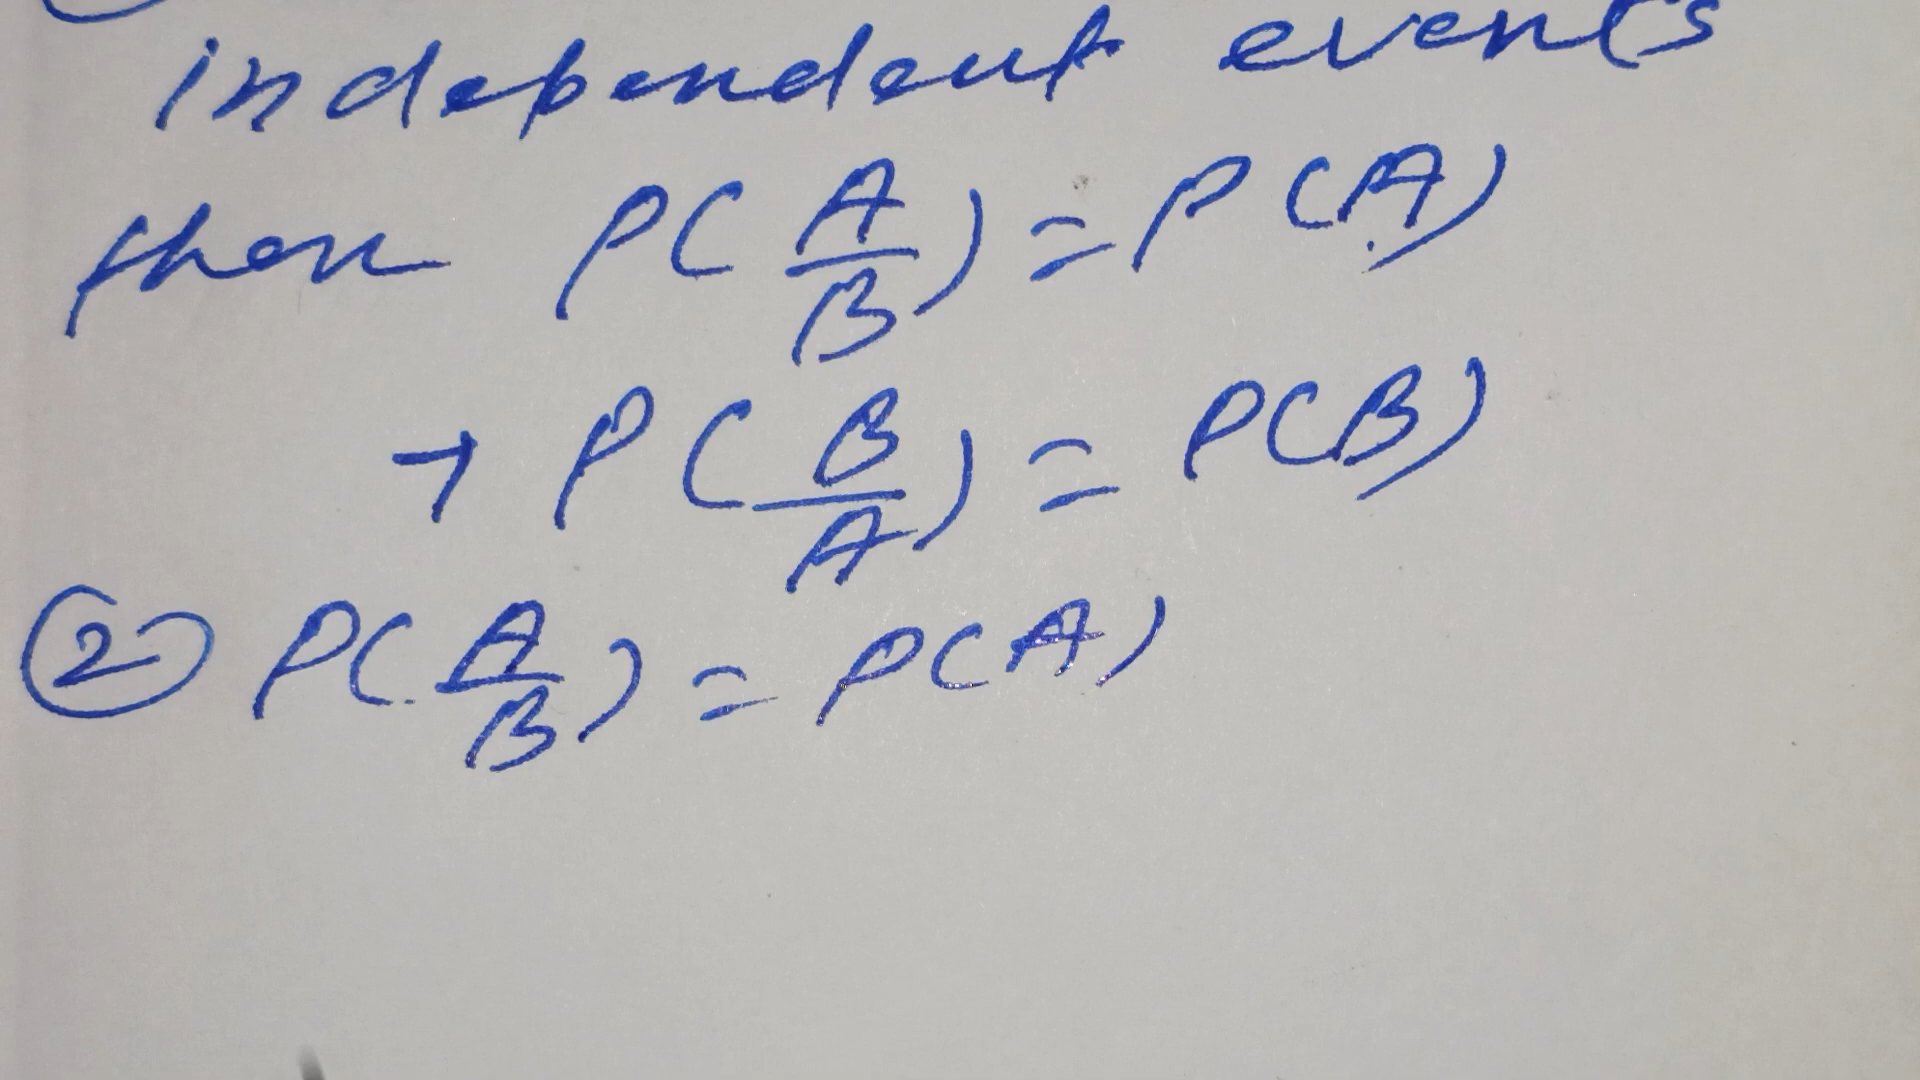 independent events
then P(A/B) = P(A)
→ P(B/A) = P(B)
② P(A/B) = P(A)